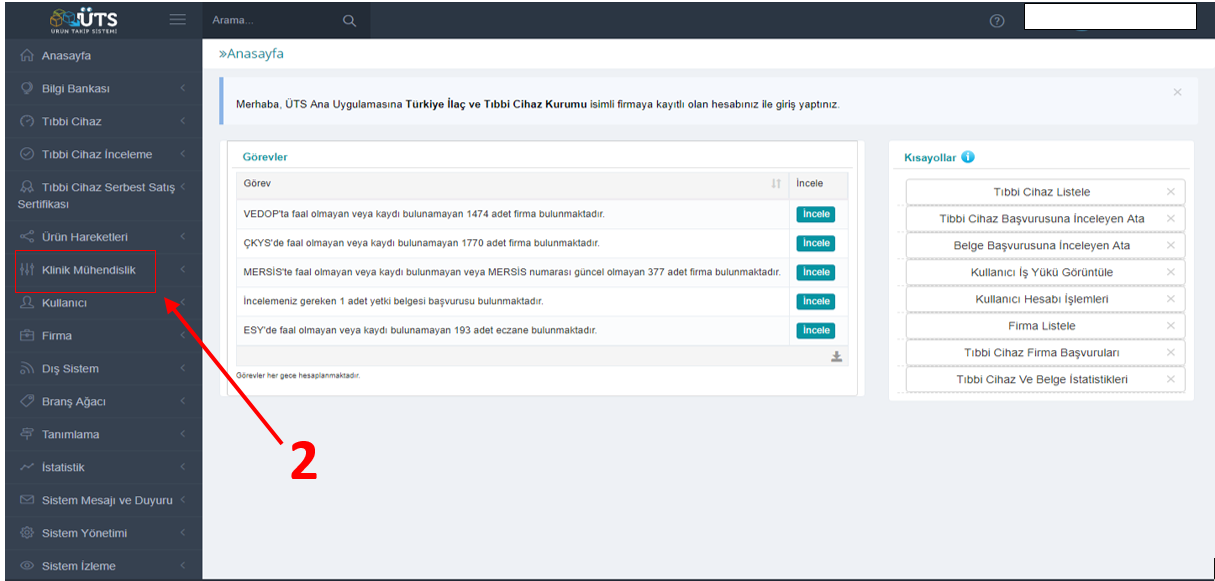 ÜTS
ÜRÜN TAKİP SİSTEMİ
Arama...
»Anasayfa
Anasayfa
Bilgi Bankası
Tıbbi Cihaz
Tıbbi Cihaz İnceleme
Tıbbi Cihaz Serbest Satış
Sertifikası
Ürün Hareketleri
Klinik Mühendislik
Kullanıcı
Firma
Dış Sistem
Branş Ağacı
Tanımlama
İstatistik
Sistem Mesajı ve Duyuru
Sistem Yönetimi
Sistem İzleme
2
Merhaba, ÜTS Ana Uygulamasına Türkiye İlaç ve Tıbbi Cihaz Kurumu isimli firmaya kayıtlı olan hesabınız ile giriş yaptınız.
Görevler
Görev İncele
VEDOP'ta faal olmayan veya kaydı bulunamayan 1474 adet firma bulunmaktadır. İncele
ÇKYS'de faal olmayan veya kaydı bulunamayan 1770 adet firma bulunmaktadır. İncele
MERSİS'te faal olmayan veya kaydı bulunmayan veya MERSİS numarası güncel olmayan 377 adet firma bulunmaktadır. İncele
İncelemeniz gereken 1 adet yetki belgesi başvurusu bulunmaktadır. İncele
ESY'de faal olmayan veya kaydı bulunamayan 193 adet eczane bulunmaktadır. İncele
Görevler her gece hesaplanmaktadır.
Kısayollar
Tıbbi Cihaz Listele
Tıbbi Cihaz Başvurusuna İnceleyen Ata
Belge Başvurusuna İnceleyen Ata
Kullanıcı İş Yükü Görüntüle
Kullanıcı Hesabı İşlemleri
Firma Listele
Tıbbi Cihaz Firma Başvuruları
Tıbbi Cihaz Ve Belge İstatistikleri